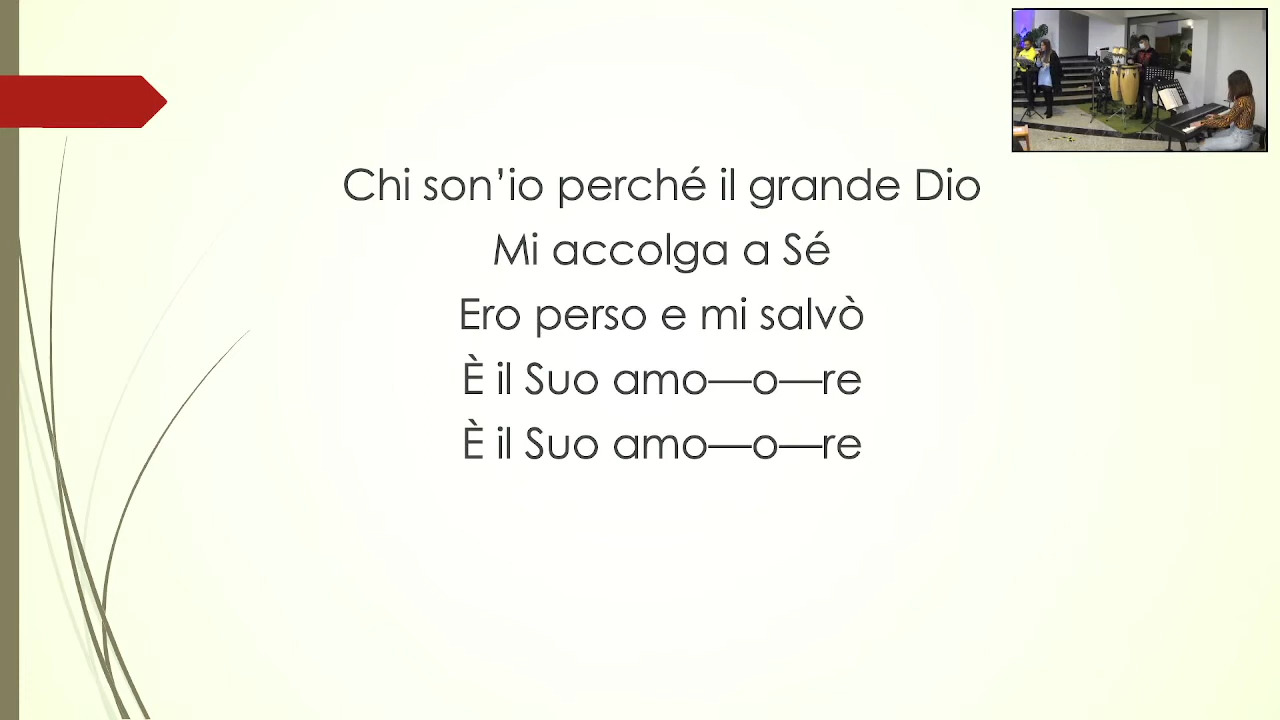 Chi son’io perché il grande Dio
Mi accolga a Sé
Ero perso e mi salvò
È il Suo amo—o—re
È il Suo amo—o—re